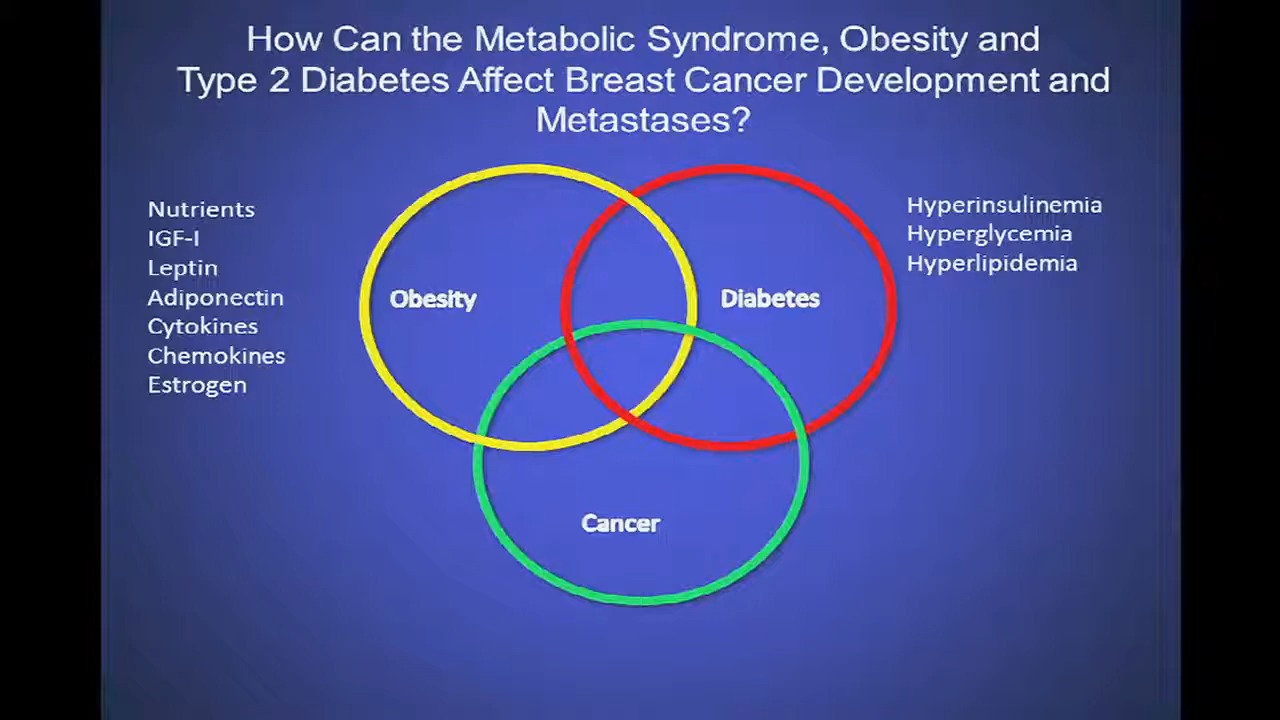 How Can the Metabolic Syndrome, Obesity and
Type 2 Diabetes Affect Breast Cancer Development and
Metastases?
Nutrients
IGF-I
Leptin
Adiponectin
Cytokines
Chemokines
Estrogen
Obesity
Diabetes
Hyperinsulinemia
Hyperglycemia
Hyperlipidemia
Cancer